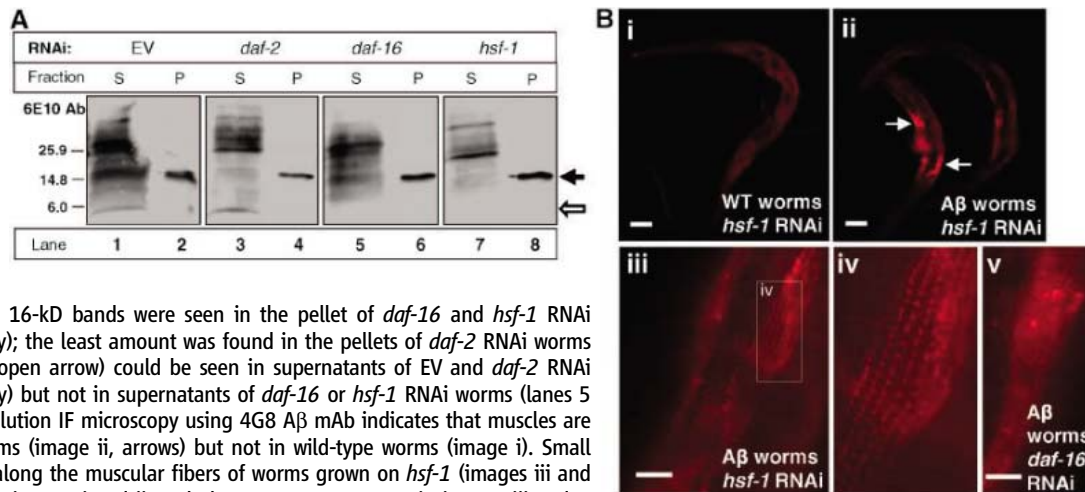 A
RNAi: EV daf-2 daf-16 hsf-1
Fraction S P S P S P S P
6E10 Ab
25.9
14.8
6.0
Lane 1 2 3 4 5 6 7 8
B
i
WT worms
hsf-1 RNAi
ii
Aβ worms
hsf-1 RNAi
iii
iv
Aβ worms
hsf-1 RNAi
iv
v
Aβ
worms
daf-16
RNAi
16-kD bands were seen in the pellet of daf-16 and hsf-1 RNAi
y); the least amount was found in the pellets of daf-2 RNAi worms
open arrow) could be seen in supernatants of EV and daf-2 RNAi
y) but not in supernatants of daf-16 or hsf-1 RNAi worms (lanes 5
lution IF microscopy using 4G8 Aβ mAb indicates that muscles are
ms (image ii, arrows) but not in wild-type worms (image i). Small
along the muscular fibers of worms grown on hsf-1 (images iii and